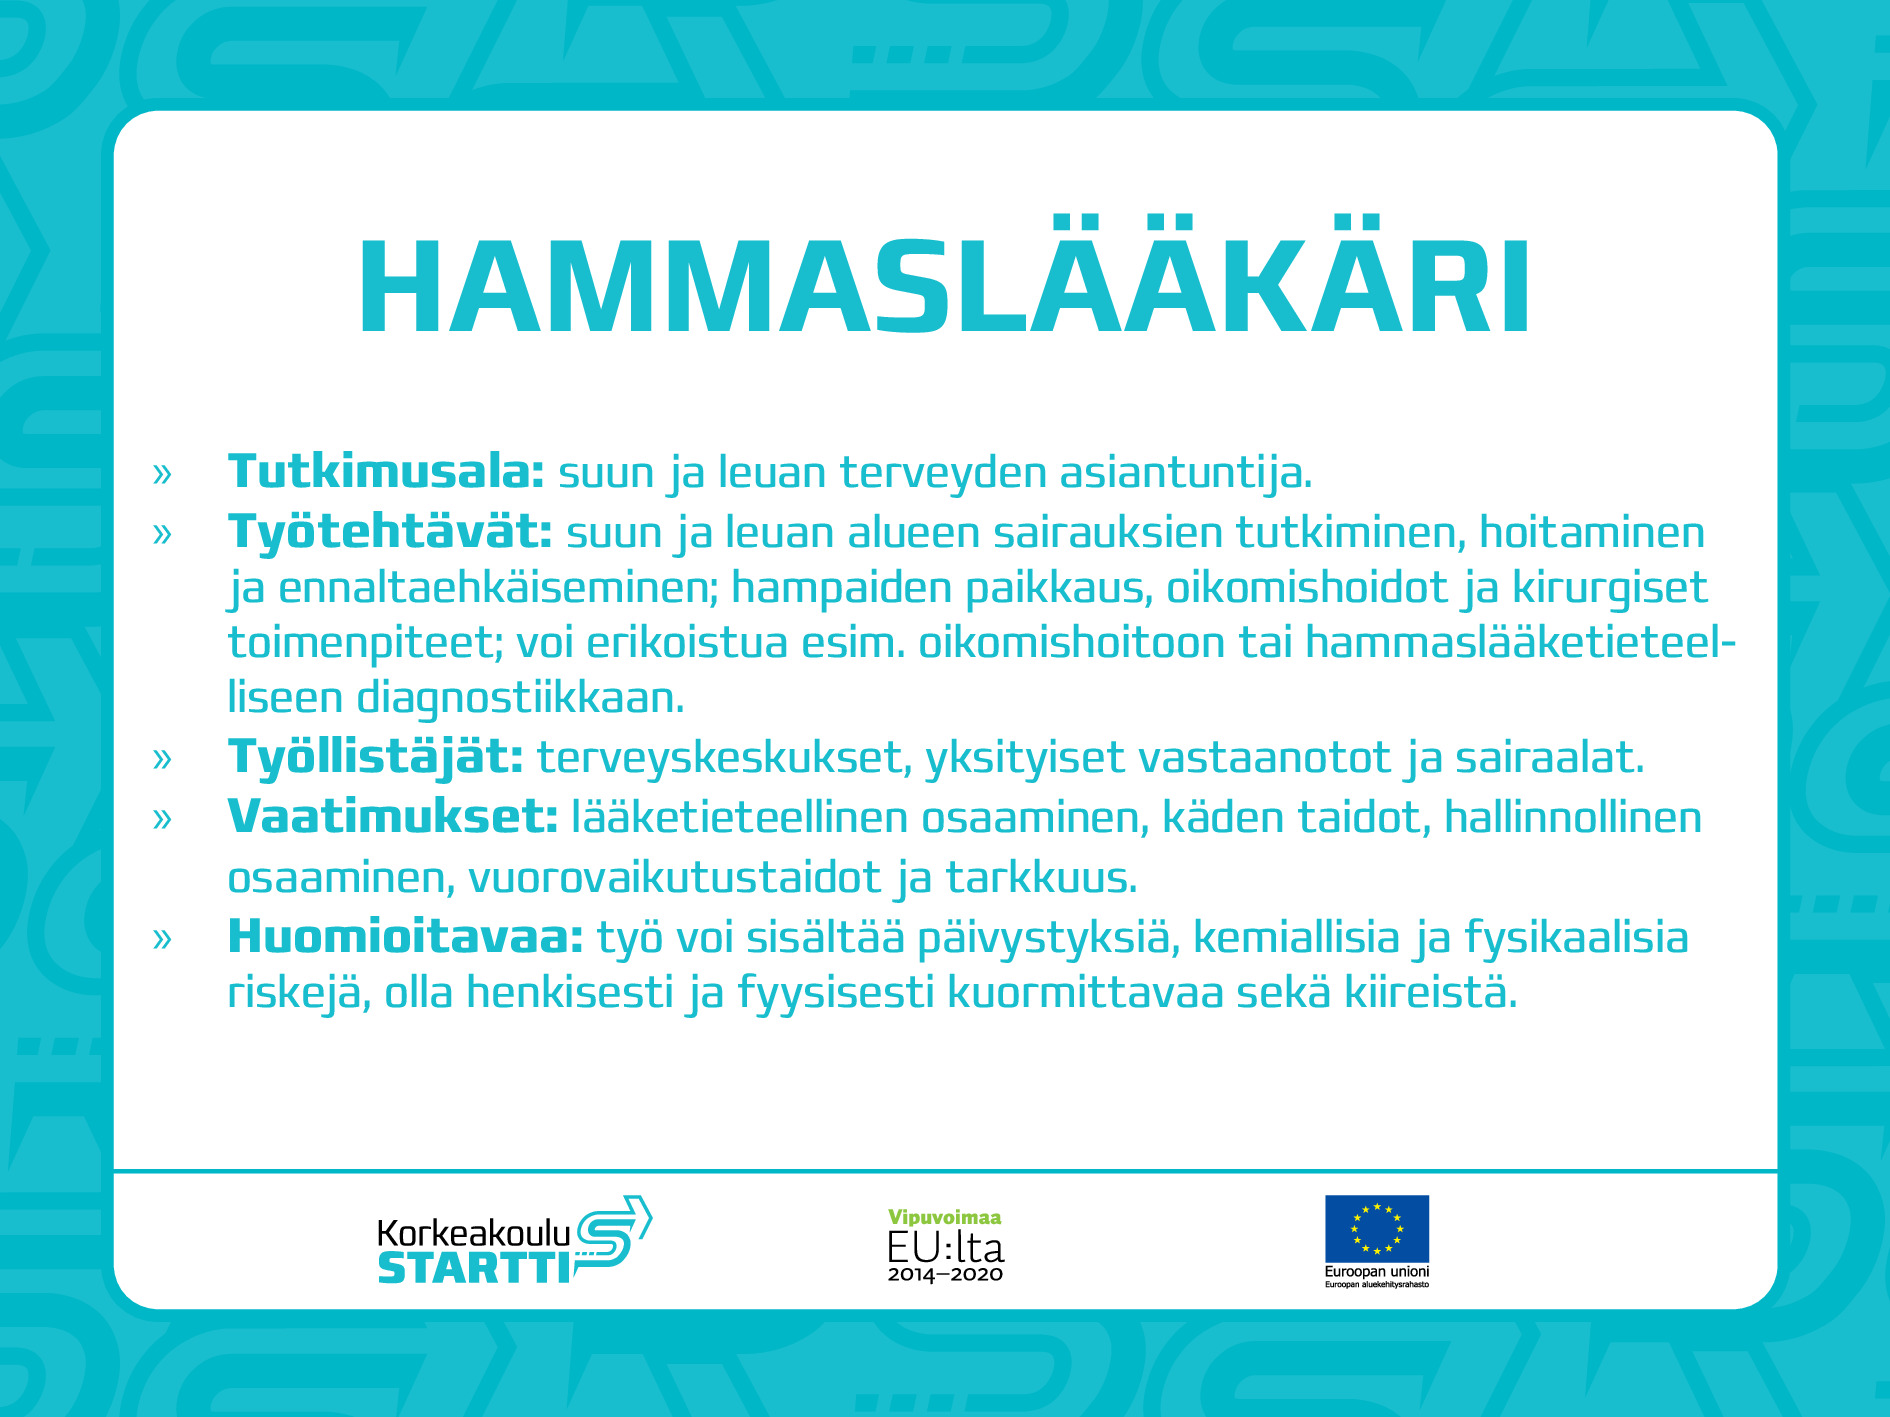 HAMMASLÄÄKÄRI
» Tutkimusala: suun ja leuan terveyden asiantuntija.
» Työtehtävät: suun ja leuan alueen sairauksien tutkiminen, hoitaminen
ja ennaltaehkäiseminen; hampaiden paikkaus, oikomishoidot ja kirurgiset
toimenpiteet; voi erikoistua esim. oikomishoitoon tai hammaslääketieteel-
liseen diagnostiikkaan.
» Työllistäjät: terveyskeskukset, yksityiset vastaanotot ja sairaalat.
» Vaatimukset: lääketieteellinen osaaminen, käden taidot, hallinnollinen
osaaminen, vuorovaikutustaidot ja tarkkuus.
» Huomioitavaa: työ voi sisältää päivystyksiä, kemiallisia ja fysikaalisia
riskejä, olla henkisesti ja fyysisesti kuormittavaa sekä kiireistä.
Korkeakoulu
STARTTI
Vipuvoimaa
EU:lta
2014–2020
Euroopan unioni
Euroopan aluekehitysrahasto